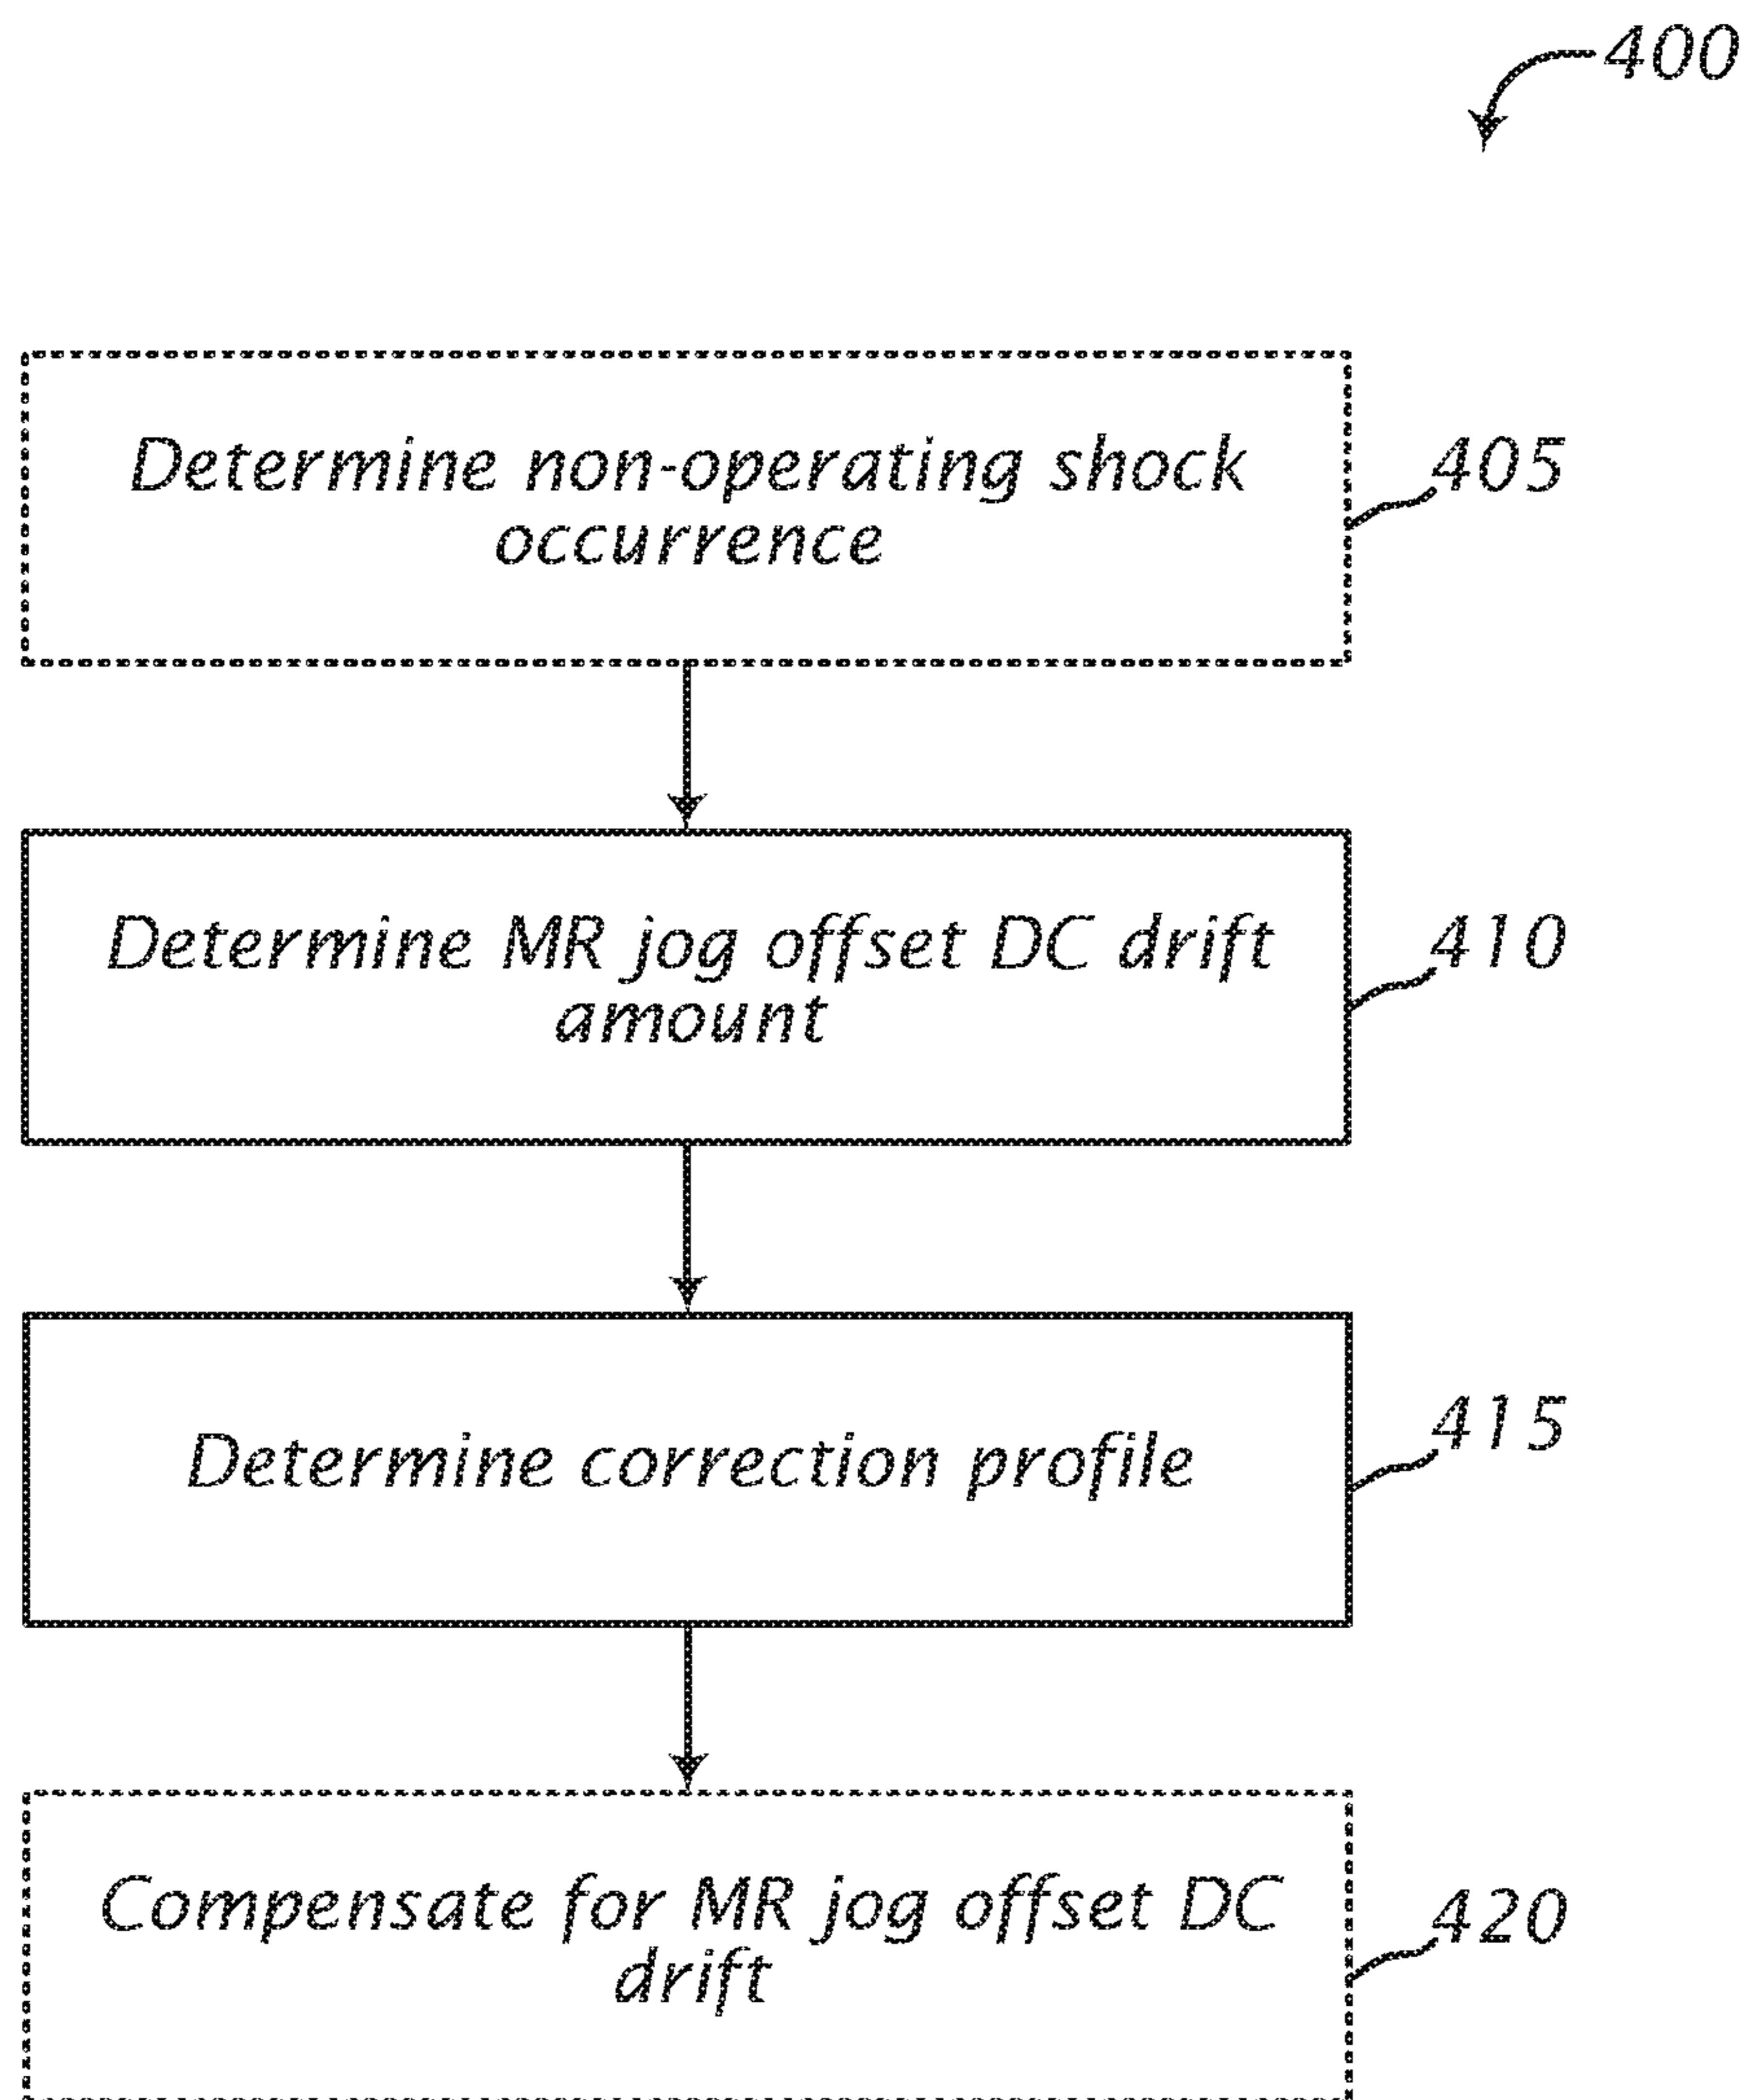 400
Determine non-operating shock
occurrence
405
Determine MR jog offset DC drift
amount
410
Determine correction profile
415
Compensate for MR jog offset DC
drift
420